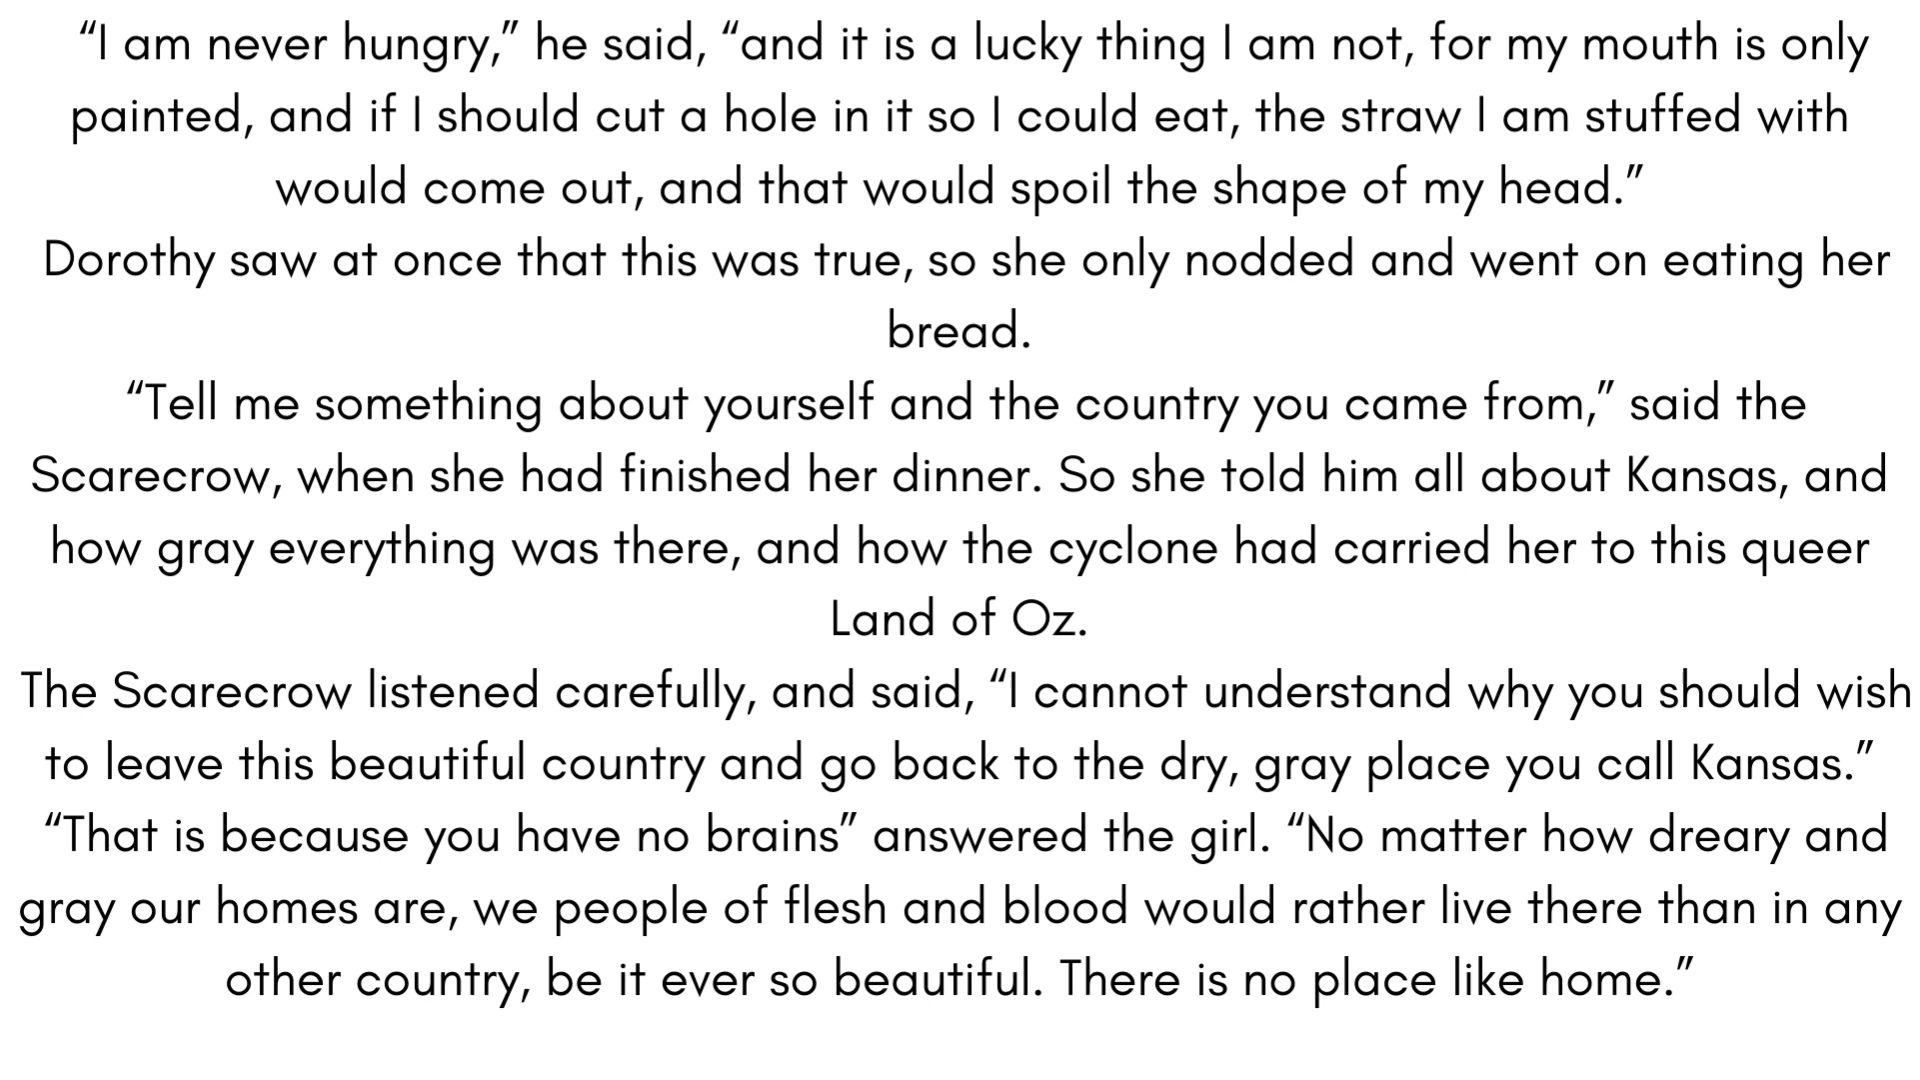 “I am never hungry,” he said, “and it is a lucky thing I am not, for my mouth is only
painted, and if I should cut a hole in it so I could eat, the straw I am stuffed with
would come out, and that would spoil the shape of my head.”
Dorothy saw at once that this was true, so she only nodded and went on eating her
bread.
“Tell me something about yourself and the country you came from,” said the
Scarecrow, when she had finished her dinner. So she told him all about Kansas, and
how gray everything was there, and how the cyclone had carried her to this queer
Land of Oz.
The Scarecrow listened carefully, and said, “I cannot understand why you should wish
to leave this beautiful country and go back to the dry, gray place you call Kansas.”
“That is because you have no brains” answered the girl. “No matter how dreary and
gray our homes are, we people of flesh and blood would rather live there than in any
other country, be it ever so beautiful. There is no place like home.”